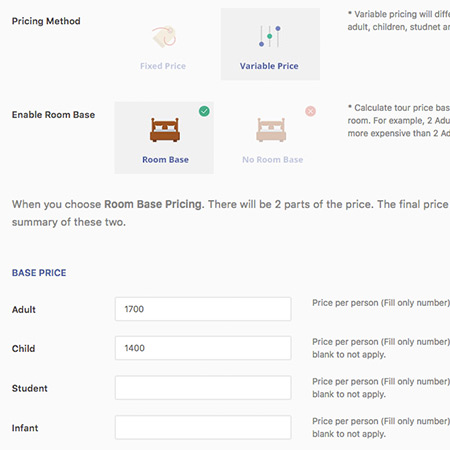 Pricing Method
Fixed Price
Variable Price
* Variable pricing will diffe
adult, children, studnet an
Enable Room Base
Room Base
No Room Base
* Calculate tour price bas
room. For example, 2 Adu
more expensive than 2 Ad
When you choose Room Base Pricing. There will be 2 parts of the price. The final price
summary of these two.
BASE PRICE
Adult
1700
Price per person (Fill only number)
Child
1400
Price per person (Fill only number)
blank to not apply.
Student
Price per person (Fill only number)
blank to not apply.
Infant
Price per person (Fill only number)
blank to not apply.